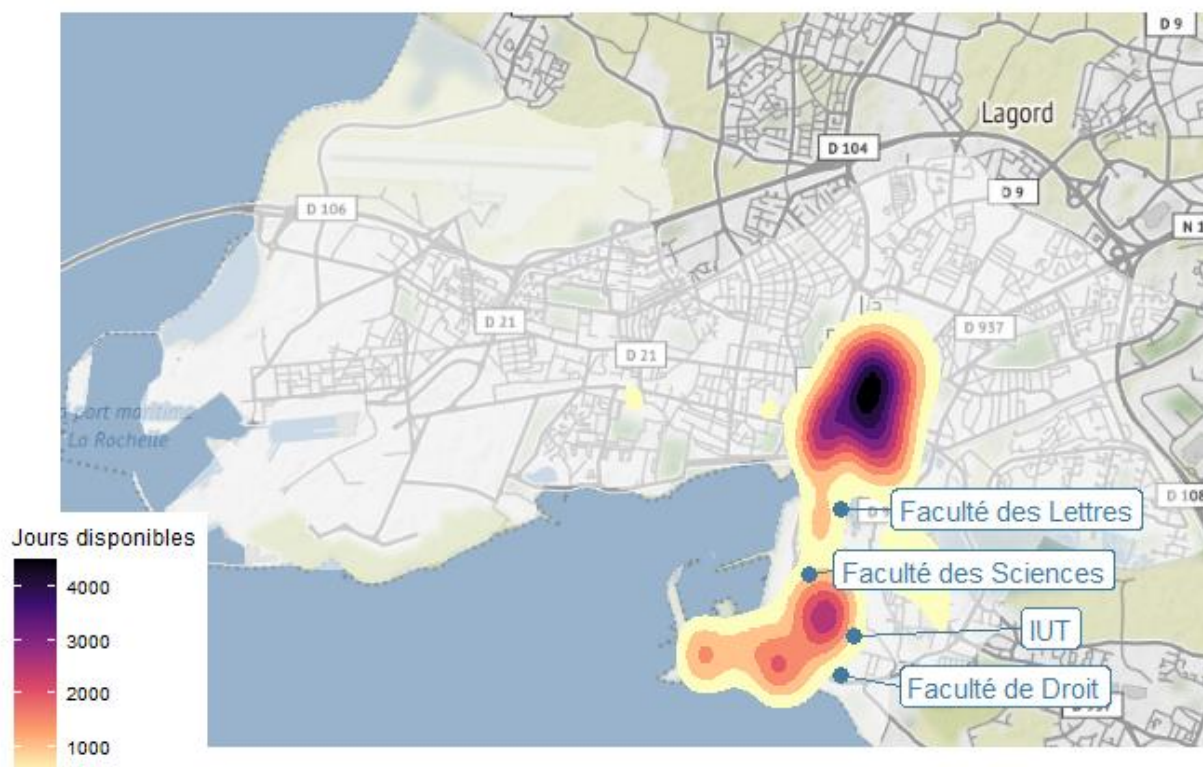 D 9
Lagord
D 104
D 9
D 106
N 1
D 21
D 937
D 21
port maritime
La Rochelle
D 108
Faculté des Lettres
Jours disponibles
4000
3000
2000
1000
Faculté des Sciences
IUT
Faculté de Droit